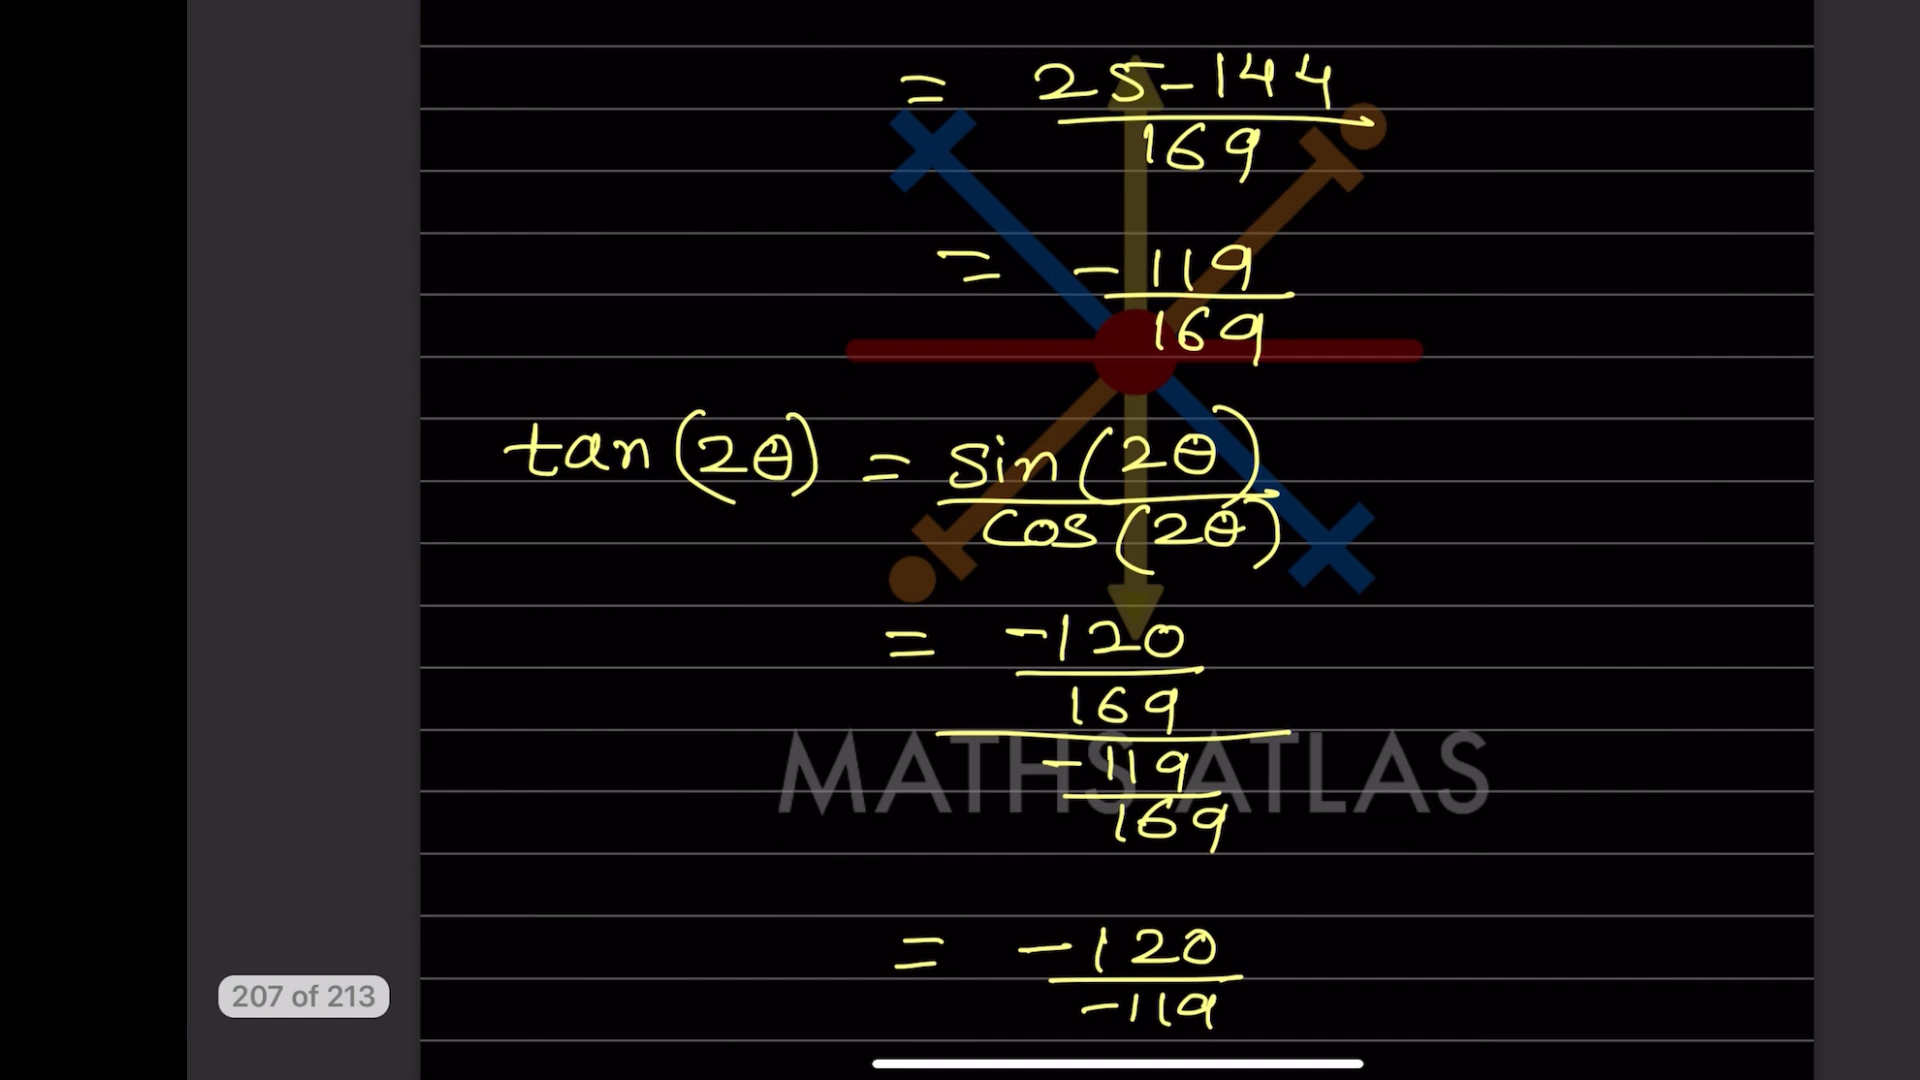 = 25-144
169
= -119
169
tan(2θ) = sin(2θ)
cos(2θ)
= -120
169
-119
169
MATHS ATLAS
= -120
-119
207 of 213